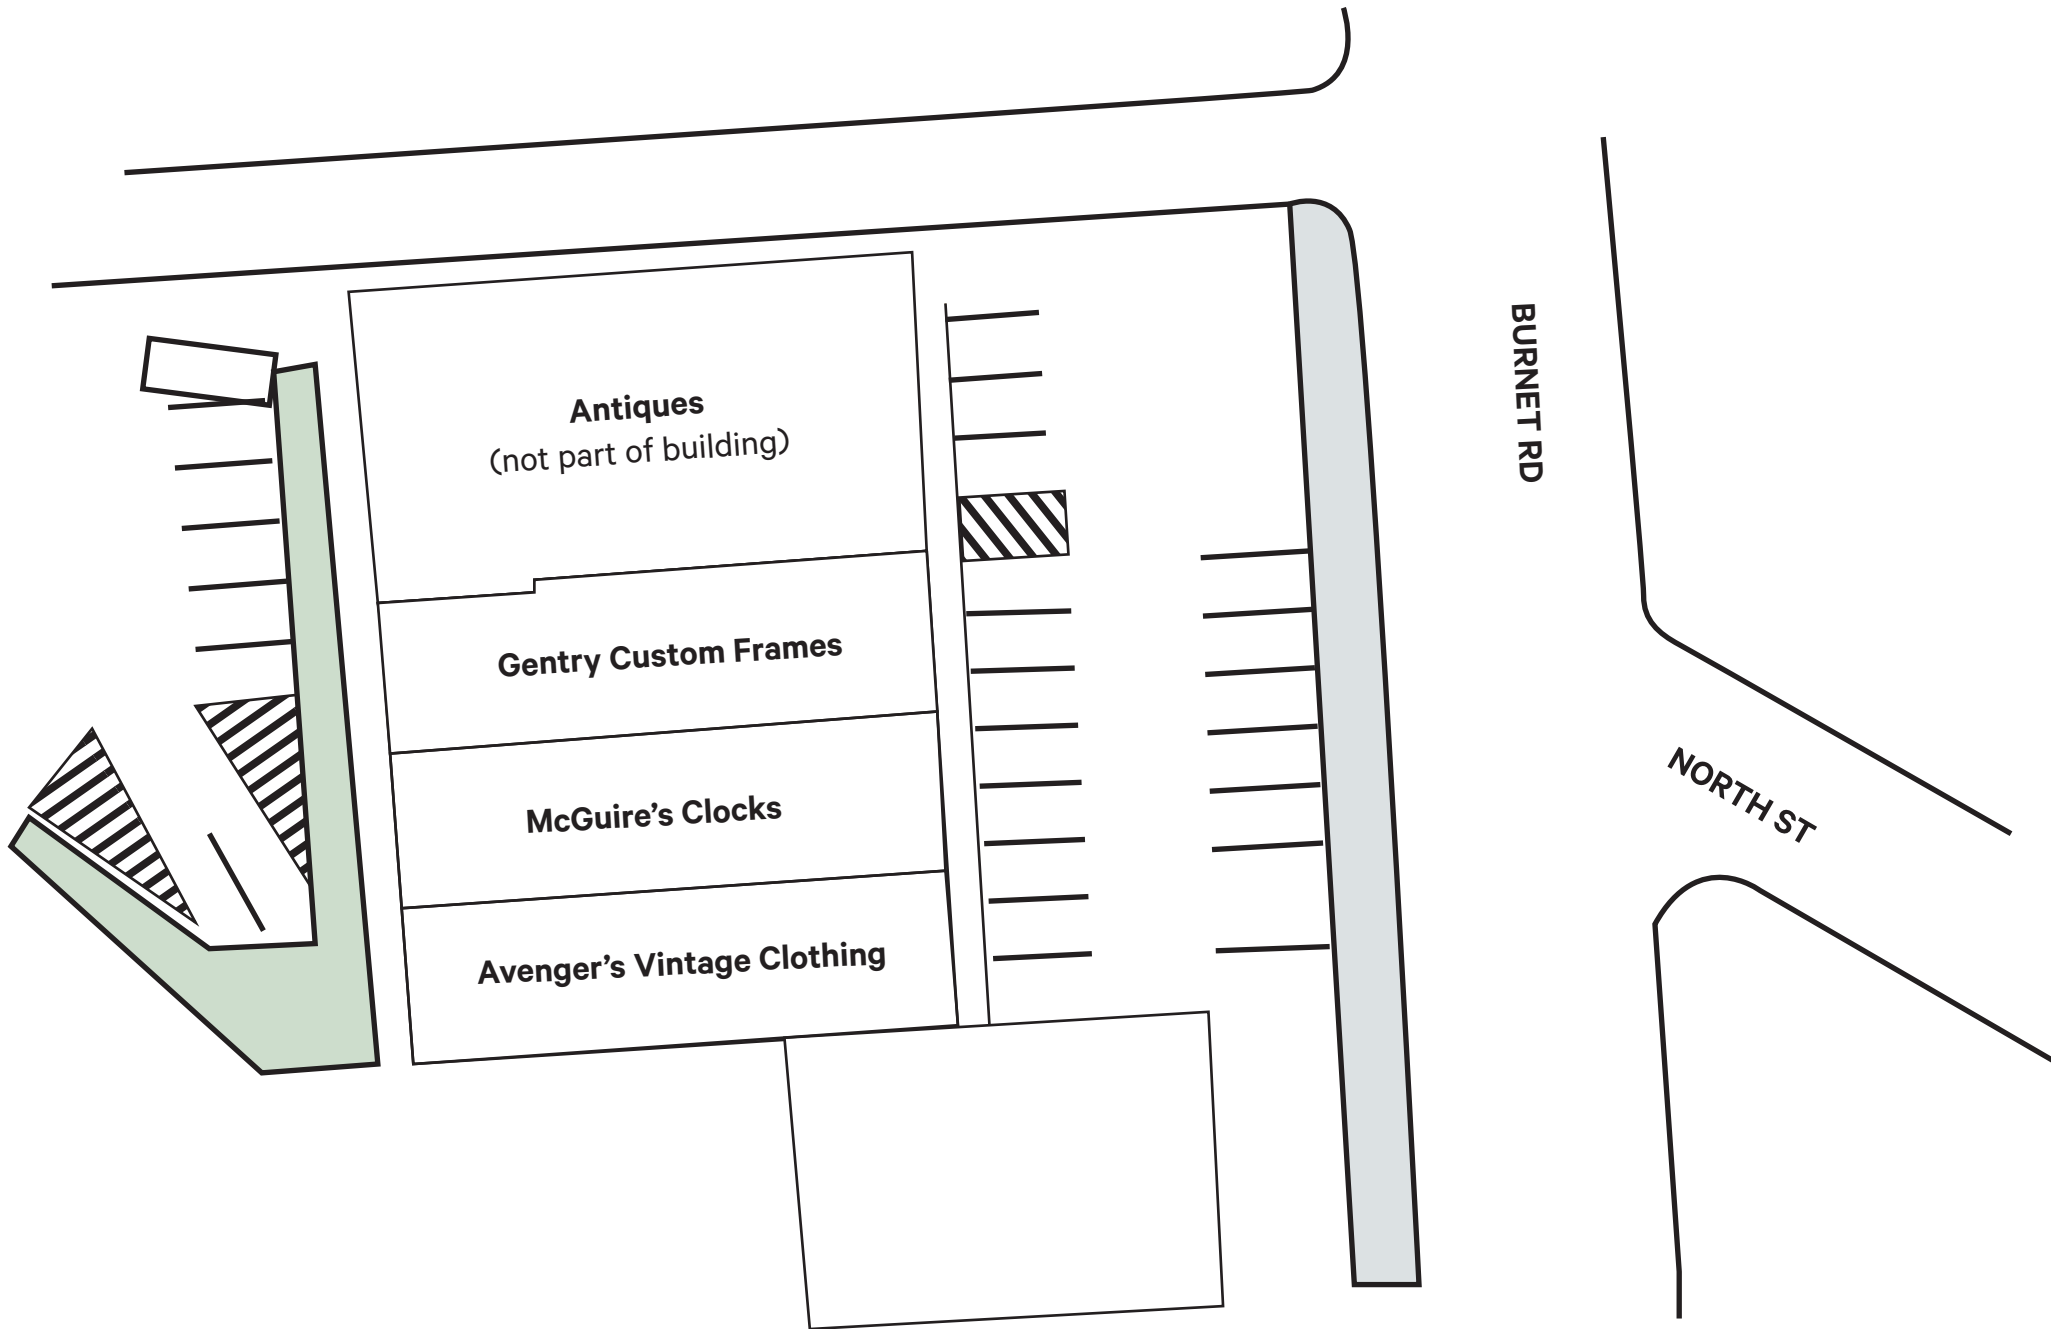 Antiques
(not part of building)
Gentry Custom Frames
McGuire’s Clocks
Avenger’s Vintage Clothing
BURNET RD
NORTH ST